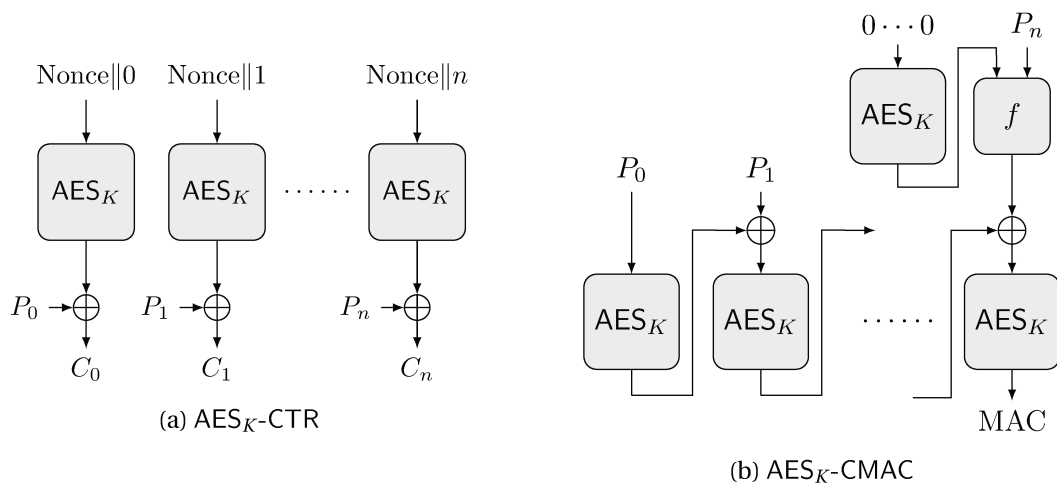 Nonce∥0 Nonce∥1 Nonce∥n
AES_K AES_K ······ AES_K
P_0 P_1 P_n
C_0 C_1 C_n
(a) AES_K-CTR
0 ··· 0 P_n
AES_K f
P_0 P_1
AES_K AES_K ······ AES_K
MAC
(b) AES_K-CMAC